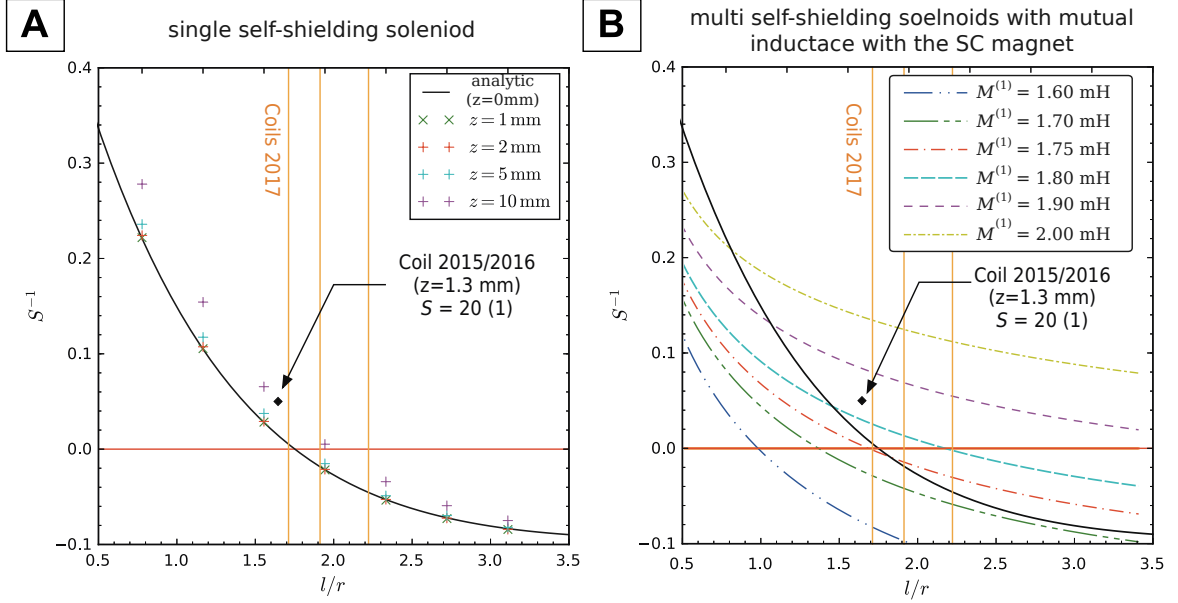 A
single self-shielding soleniod
0.4
0.3
0.2
0.1
0.0
−0.1
S⁻¹
0.5
1.0
1.5
2.0
2.5
3.0
3.5
l/r
Coils 2017
analytic
(z=0mm)
z = 1 mm
z = 2 mm
z = 5 mm
z = 10 mm
Coil 2015/2016
(z=1.3 mm)
S = 20 (1)
B
multi self-shielding soelnoids with mutual
inductace with the SC magnet
0.4
0.3
0.2
0.1
0.0
−0.1
S⁻¹
0.5
1.0
1.5
2.0
2.5
3.0
3.5
l/r
Coils 2017
M⁽¹⁾ = 1.60 mH
M⁽¹⁾ = 1.70 mH
M⁽¹⁾ = 1.75 mH
M⁽¹⁾ = 1.80 mH
M⁽¹⁾ = 1.90 mH
M⁽¹⁾ = 2.00 mH
Coil 2015/2016
(z=1.3 mm)
S = 20 (1)